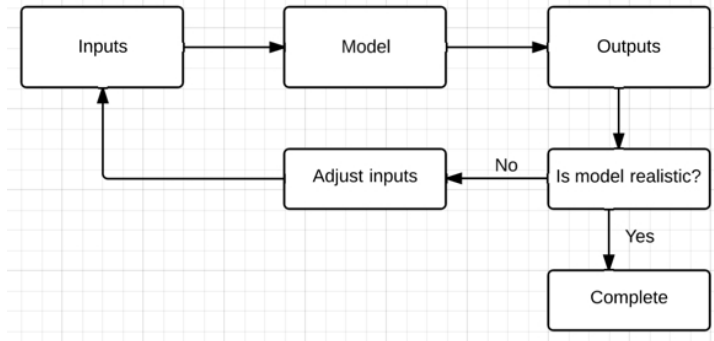 Inputs
Model
Outputs
Adjust inputs
No
Is model realistic?
Yes
Complete